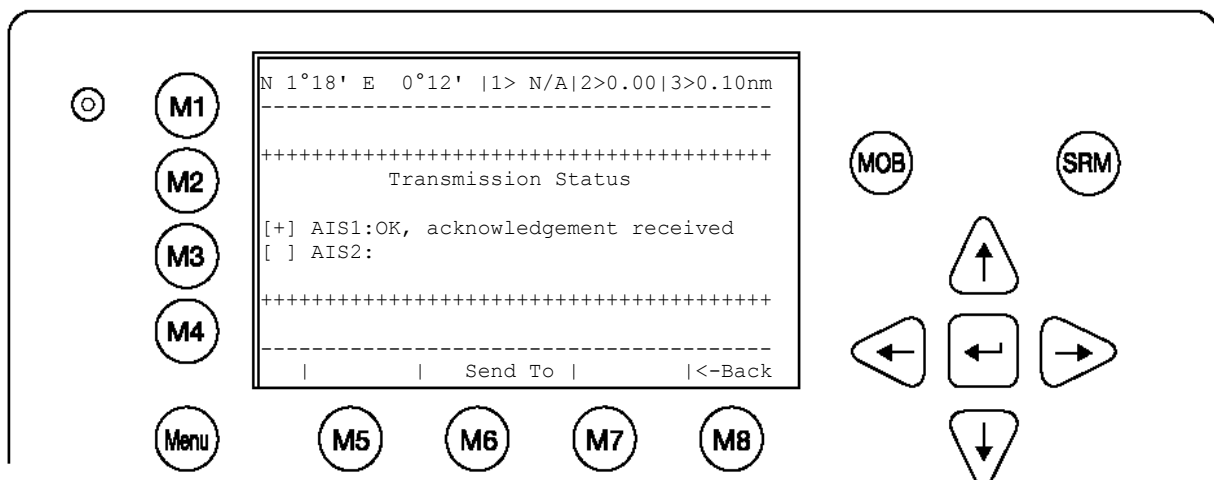 N 1°18' E  0°12' |1> N/A|2>0.00|3>0.10nm
----------------------------------------
++++++++++++++++++++++++++++++++++++++++
Transmission Status
[+] AIS1:OK, acknowledgement received
[ ] AIS2:
++++++++++++++++++++++++++++++++++++++++
----------------------------------------
|        |   Send To |        |<-Back
M1
M2
M3
M4
Menu
M5
M6
M7
M8
MOB
SRM